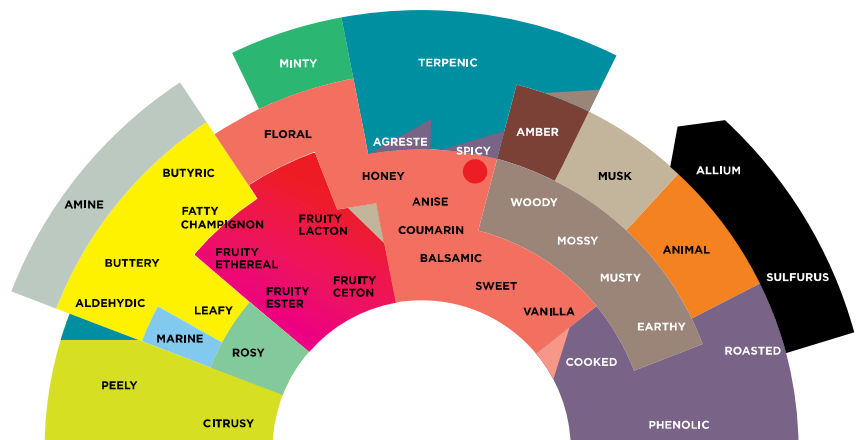 MINTY
TERPENIC
FLORAL
AGRESTE
SPICY
AMBER
BUTYRIC
HONEY
MUSK
ALLIUM
AMINE
FATTY
CHAMPIGNON
FRUITY
LACTON
ANISE
WOODY
COUMARIN
MOSSY
ANIMAL
BUTTERY
FRUITY
ETHEREAL
BALSAMIC
MUSTY
SULFURUS
ALDEHYDIC
LEAFY
FRUITY
ESTER
FRUITY
CETON
SWEET
VANILLA
EARTHY
MARINE
ROSY
COOKED
ROASTED
PEELY
CITRUSY
PHENOLIC